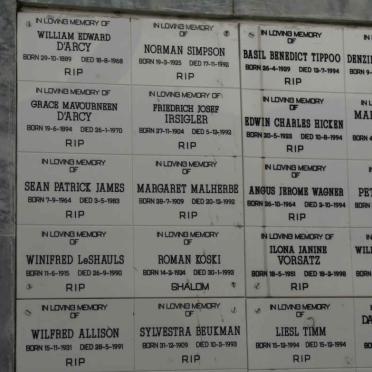 IN LOVING MEMORY OF
WILLIAM EDWARD
D'ARCY
BORN 29-10-1889 DIED 18-8-1968
RIP
IN LOVING MEMORY OF
NORMAN SIMPSON
BORN 19-3-1925 DIED 17-11-1992
RIP
IN LOVING MEMORY OF
BASIL BENEDICT TIPPOO
BORN 26-4-1929 DIED 13-7-1994
RIP
IN
DENZIL
BORN 9-
IN LOVING MEMORY OF
GRACE MAVOURNEEN
D'ARCY
BORN 19-6-1894 DIED 26-1-1970
RIP
IN LOVING MEMORY OF
FRIEDRICH JOSEF
IRSIGLER
BORN 27-11-1904 DIED 5-12-1992
RIP
IN LOVING MEMORY
OF
EDWIN CHARLES HICKEN
BORN 30-5-1928 DIED 10-8-1994
RIP
IN LOVING MEMORY
OF
SEAN PATRICK JAMES
BORN 7-9-1964 DIED 3-5-1983
RIP
IN LOVING MEMORY
OF
MARGARET MALHERBE
BORN 28-7-1909 DIED 20-12-1992
RIP
IN LOVING MEMORY
OF
ANGUS JEROME WAGNER
BORN 26-10-1964 DIED 3-10-1994
RIP
IN LOVING MEMORY
OF
WINIFRED LeSHAULS
BORN 11-6-1915 DIED 26-9-1990
RIP
IN LOVING MEMORY
OF
ROMAN KOSKI
BORN 14-3-1924 DIED 30-1-1993
SHALOM
IN LOVING MEMORY OF
ILONA JANINE
VORSATZ
BORN 18-5-1981 DIED 18-3-1998
RIP
IN LOVING MEMORY
OF
WILFRED ALLISON
BORN 15-11-1931 DIED 28-5-1991
RIP
IN LOVING MEMORY OF
SYLVESTRA BEUKMAN
BORN 31-12-1909 DIED 10-3-1993
RIP
IN LOVING MEMORY
OF
LIESL TIMM
BORN 15-12-1994 DIED 15-12-1994
RIP